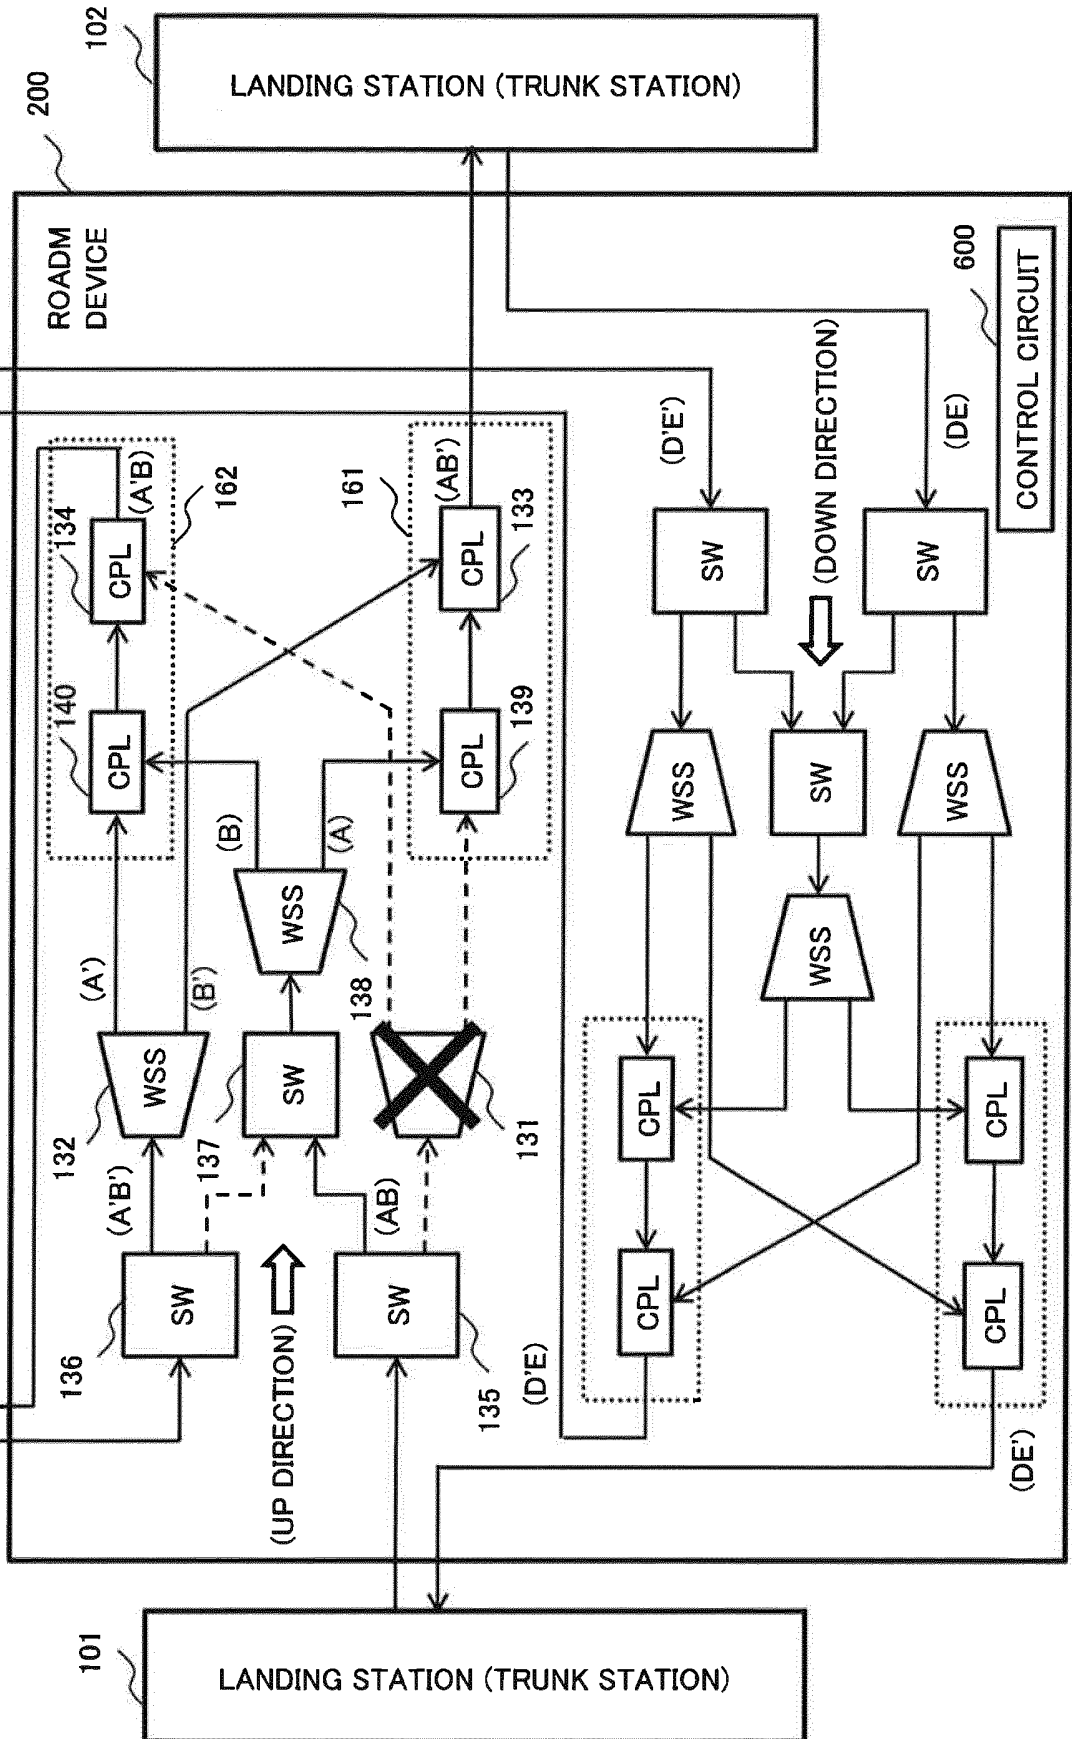 101
LANDING STATION (TRUNK STATION)
200
ROADM
DEVICE
102
LANDING STATION (TRUNK STATION)
136
SW
(A'B')
132
WSS
(A')
(B')
140
CPL
134
CPL
(A'B)
162
(UP DIRECTION)
137
SW
138
WSS
(B)
(A)
161
135
SW
(AB)
131
139
CPL
133
CPL
(AB')
(D'E)
CPL
CPL
WSS
SW
(D'E')
WSS
SW
(DOWN DIRECTION)
(DE')
CPL
CPL
WSS
SW
(DE)
600
CONTROL CIRCUIT